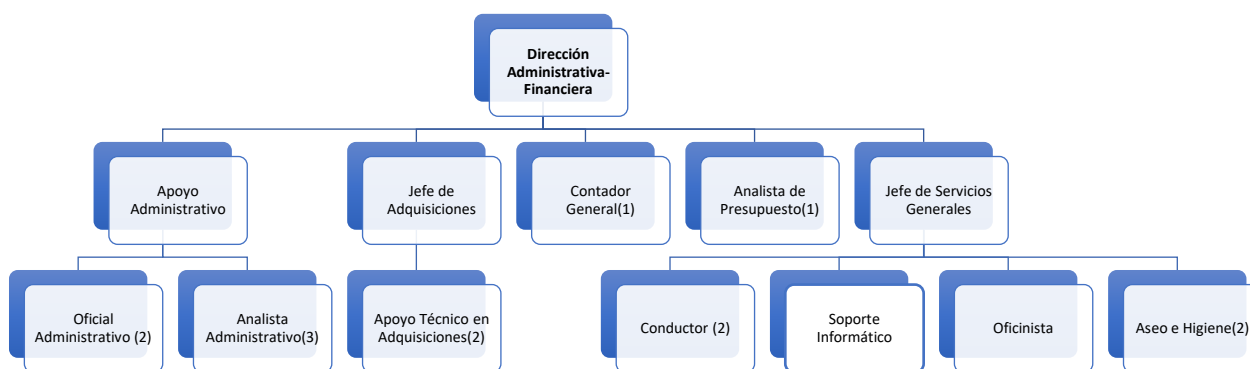 Dirección
Administrativa-
Financiera
Apoyo
Administrativo
Jefe de
Adquisiciones
Contador
General(1)
Analista de
Presupuesto(1)
Jefe de Servicios
Generales
Oficial
Administrativo (2)
Analista
Administrativo(3)
Apoyo Técnico en
Adquisiciones(2)
Conductor (2)
Soporte
Informático
Oficinista
Aseo e Higiene(2)